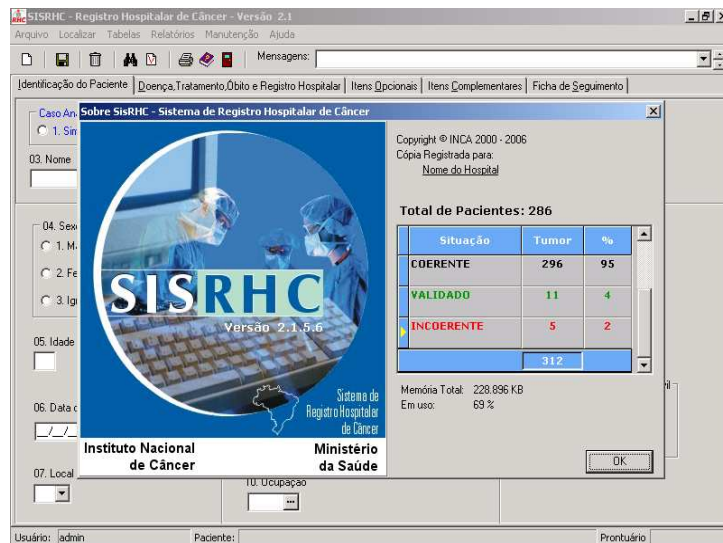 SISRHC - Registro Hospitalar de Câncer - Versão 2.1
Arquivo Localizar Tabelas Relatórios Manutenção Ajuda
Mensagens:
Identificação do Paciente Doença,Tratamento,Óbito e Registro Hospitalar Itens Opcionais Itens Complementares Ficha de Seguimento
Caso An
1. Sim
03. Nome
04. Sex
1. M
2. Fe
3. Ig
05. Idade
06. Data
07. Local
10. Ocupação
Sobre SisRHC - Sistema de Registro Hospitalar de Câncer
SISRHC
Versão 2.1.5.6
Sistema de
Registro Hospitalar
de Câncer
Instituto Nacional
de Câncer
Ministério
da Saúde
Copyright © INCA 2000 - 2006
Cópia Registrada para:
Nome do Hospital
Total de Pacientes: 286
Situação Tumor %
COERENTE 296 95
VALIDADO 11 4
INCOERENTE 5 2
312
Memória Total: 228.896 KB
Em uso: 69 %
OK
Usuário: admin Paciente: Prontuário